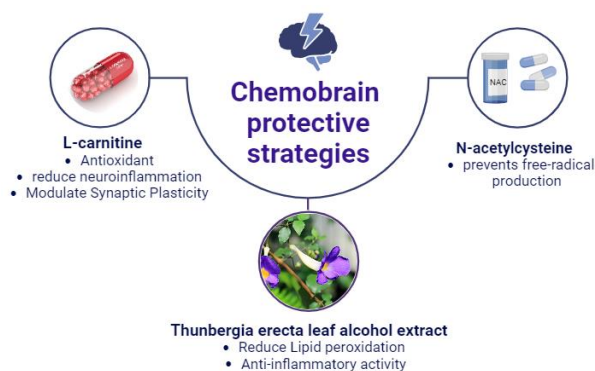 Chemobrain
protective
strategies
L-carnitine
• Antioxidant
• reduce neuroinflammation
• Modulate Synaptic Plasticity
NAC
N-acetylcysteine
• prevents free-radical
production
Thunbergia erecta leaf alcohol extract
• Reduce Lipid peroxidation
• Anti-inflammatory activity